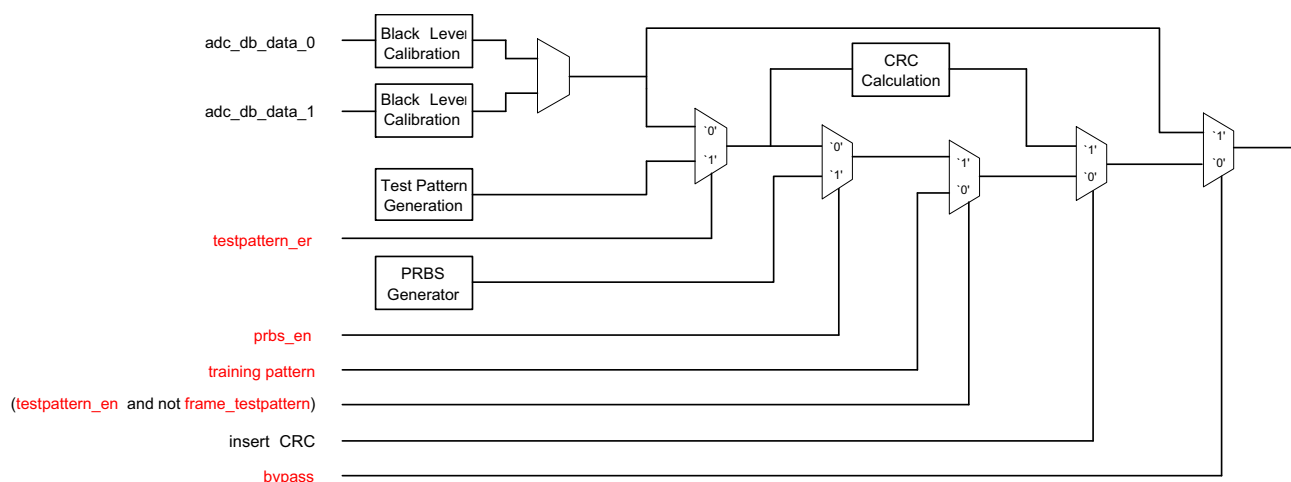 adc_db_data_0
Black Level
Calibration
CRC
Calculation
adc_db_data_1
Black Level
Calibration
`0'
`1'
`0'
`1'
`1'
`0'
`1'
`0'
`1'
`0'
Test Pattern
Generation
testpattern_er
PRBS
Generator
prbs_en
training pattern
(testpattern_en and not frame_testpattern)
insert CRC
bypass